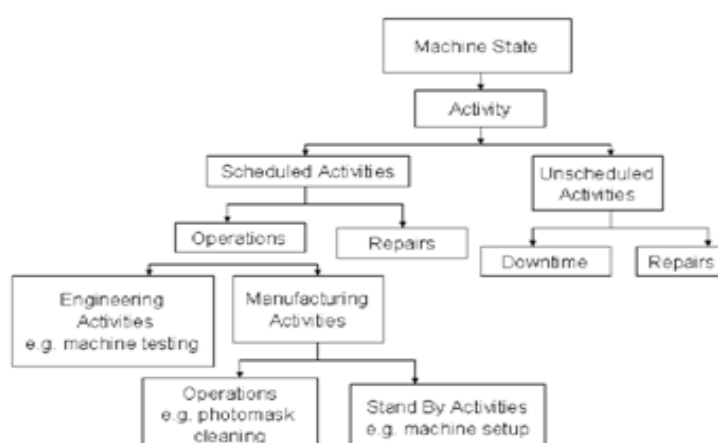 Machine State
Activity
Scheduled Activities
Unscheduled
Activities
Operations
Repairs
Downtime
Repairs
Engineering
Activities
e.g. machine testing
Manufacturing
Activities
Operations
e.g. photomask
cleaning
Stand By Activities
e.g. machine setup